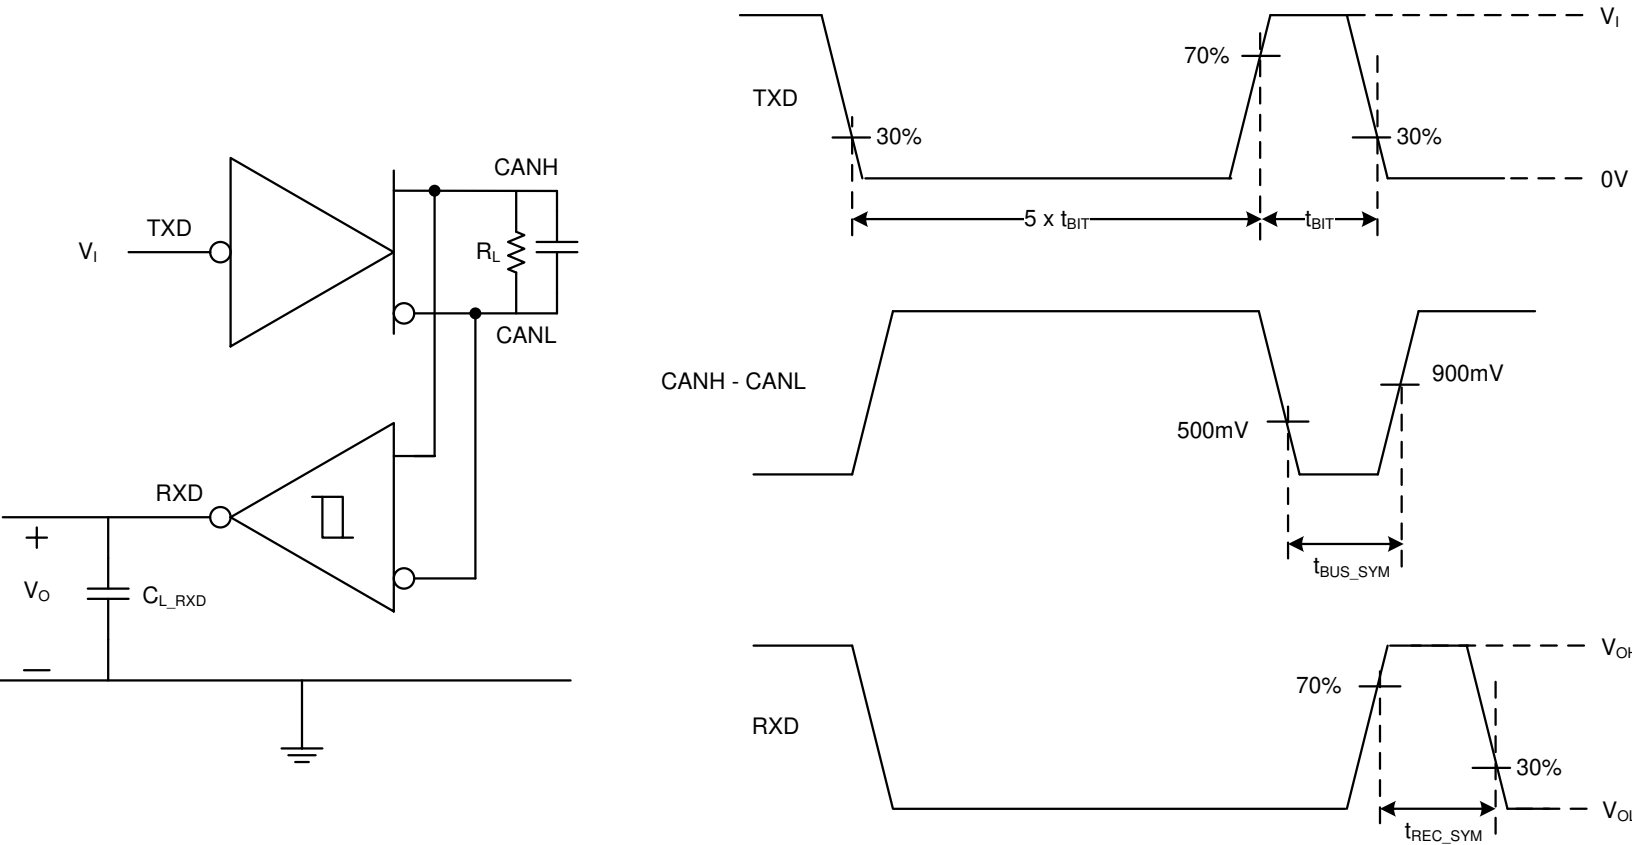 CANH
TXD
V_I
R_L
CANL
RXD
+
V_O
C_L_RXD
—
V_I
70%
TXD
30%
30%
0V
5 x t_BIT
t_BIT
CANH - CANL
900mV
500mV
t_BUS_SYM
V_OH
70%
RXD
30%
V_OL
t_REC_SYM